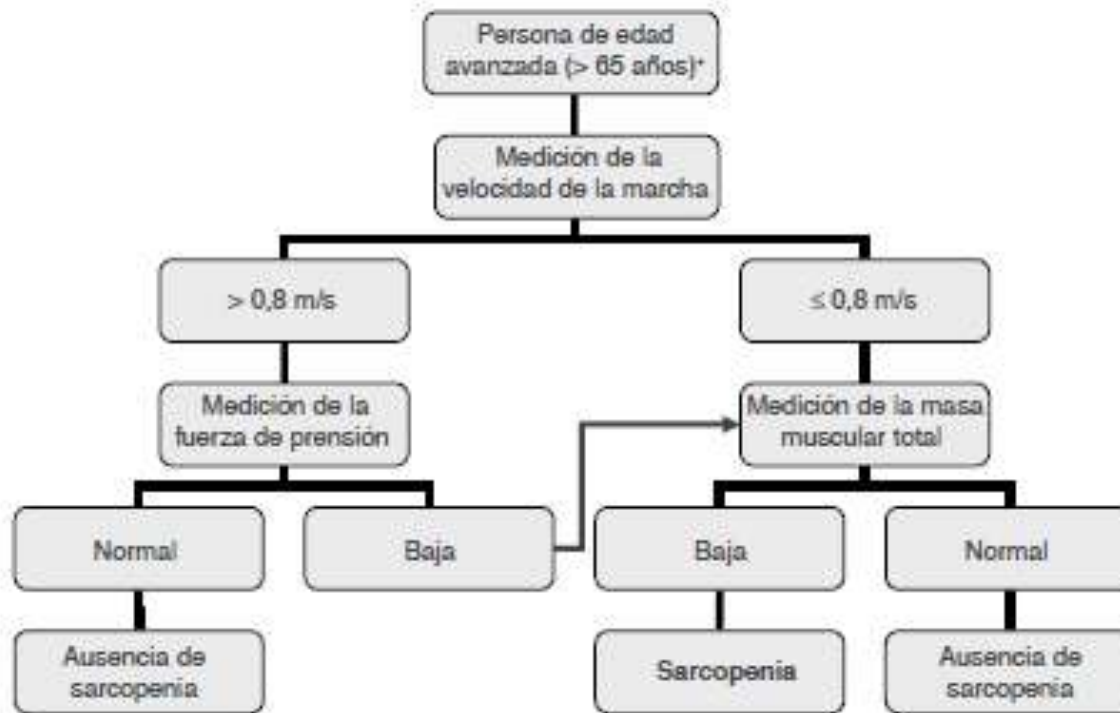 Persona de edad
avanzada (> 65 años)*
Medición de la
velocidad de la marcha
> 0,8 m/s
≤ 0,8 m/s
Medición de la
fuerza de prensión
Medición de la masa
muscular total
Normal
Baja
Baja
Normal
Ausencia de
sarcopenia
Sarcopenia
Ausencia de
sarcopenia